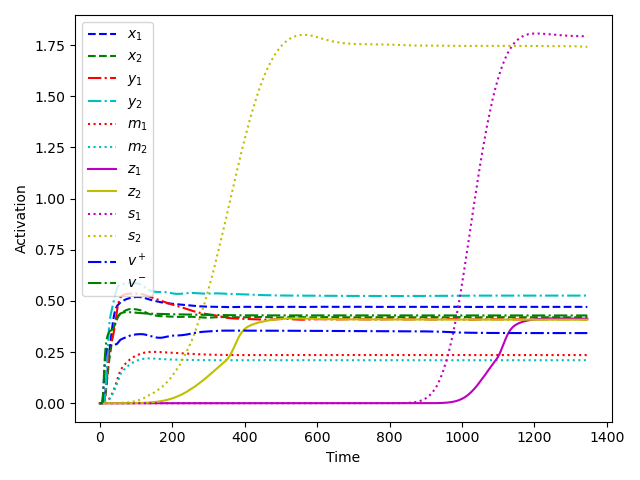 x₁
x₂
y₁
y₂
m₁
m₂
z₁
z₂
s₁
s₂
v⁺
v⁻
1.75
1.50
1.25
1.00
0.75
0.50
0.25
0.00
Activation
0 200 400 600 800 1000 1200 1400
Time